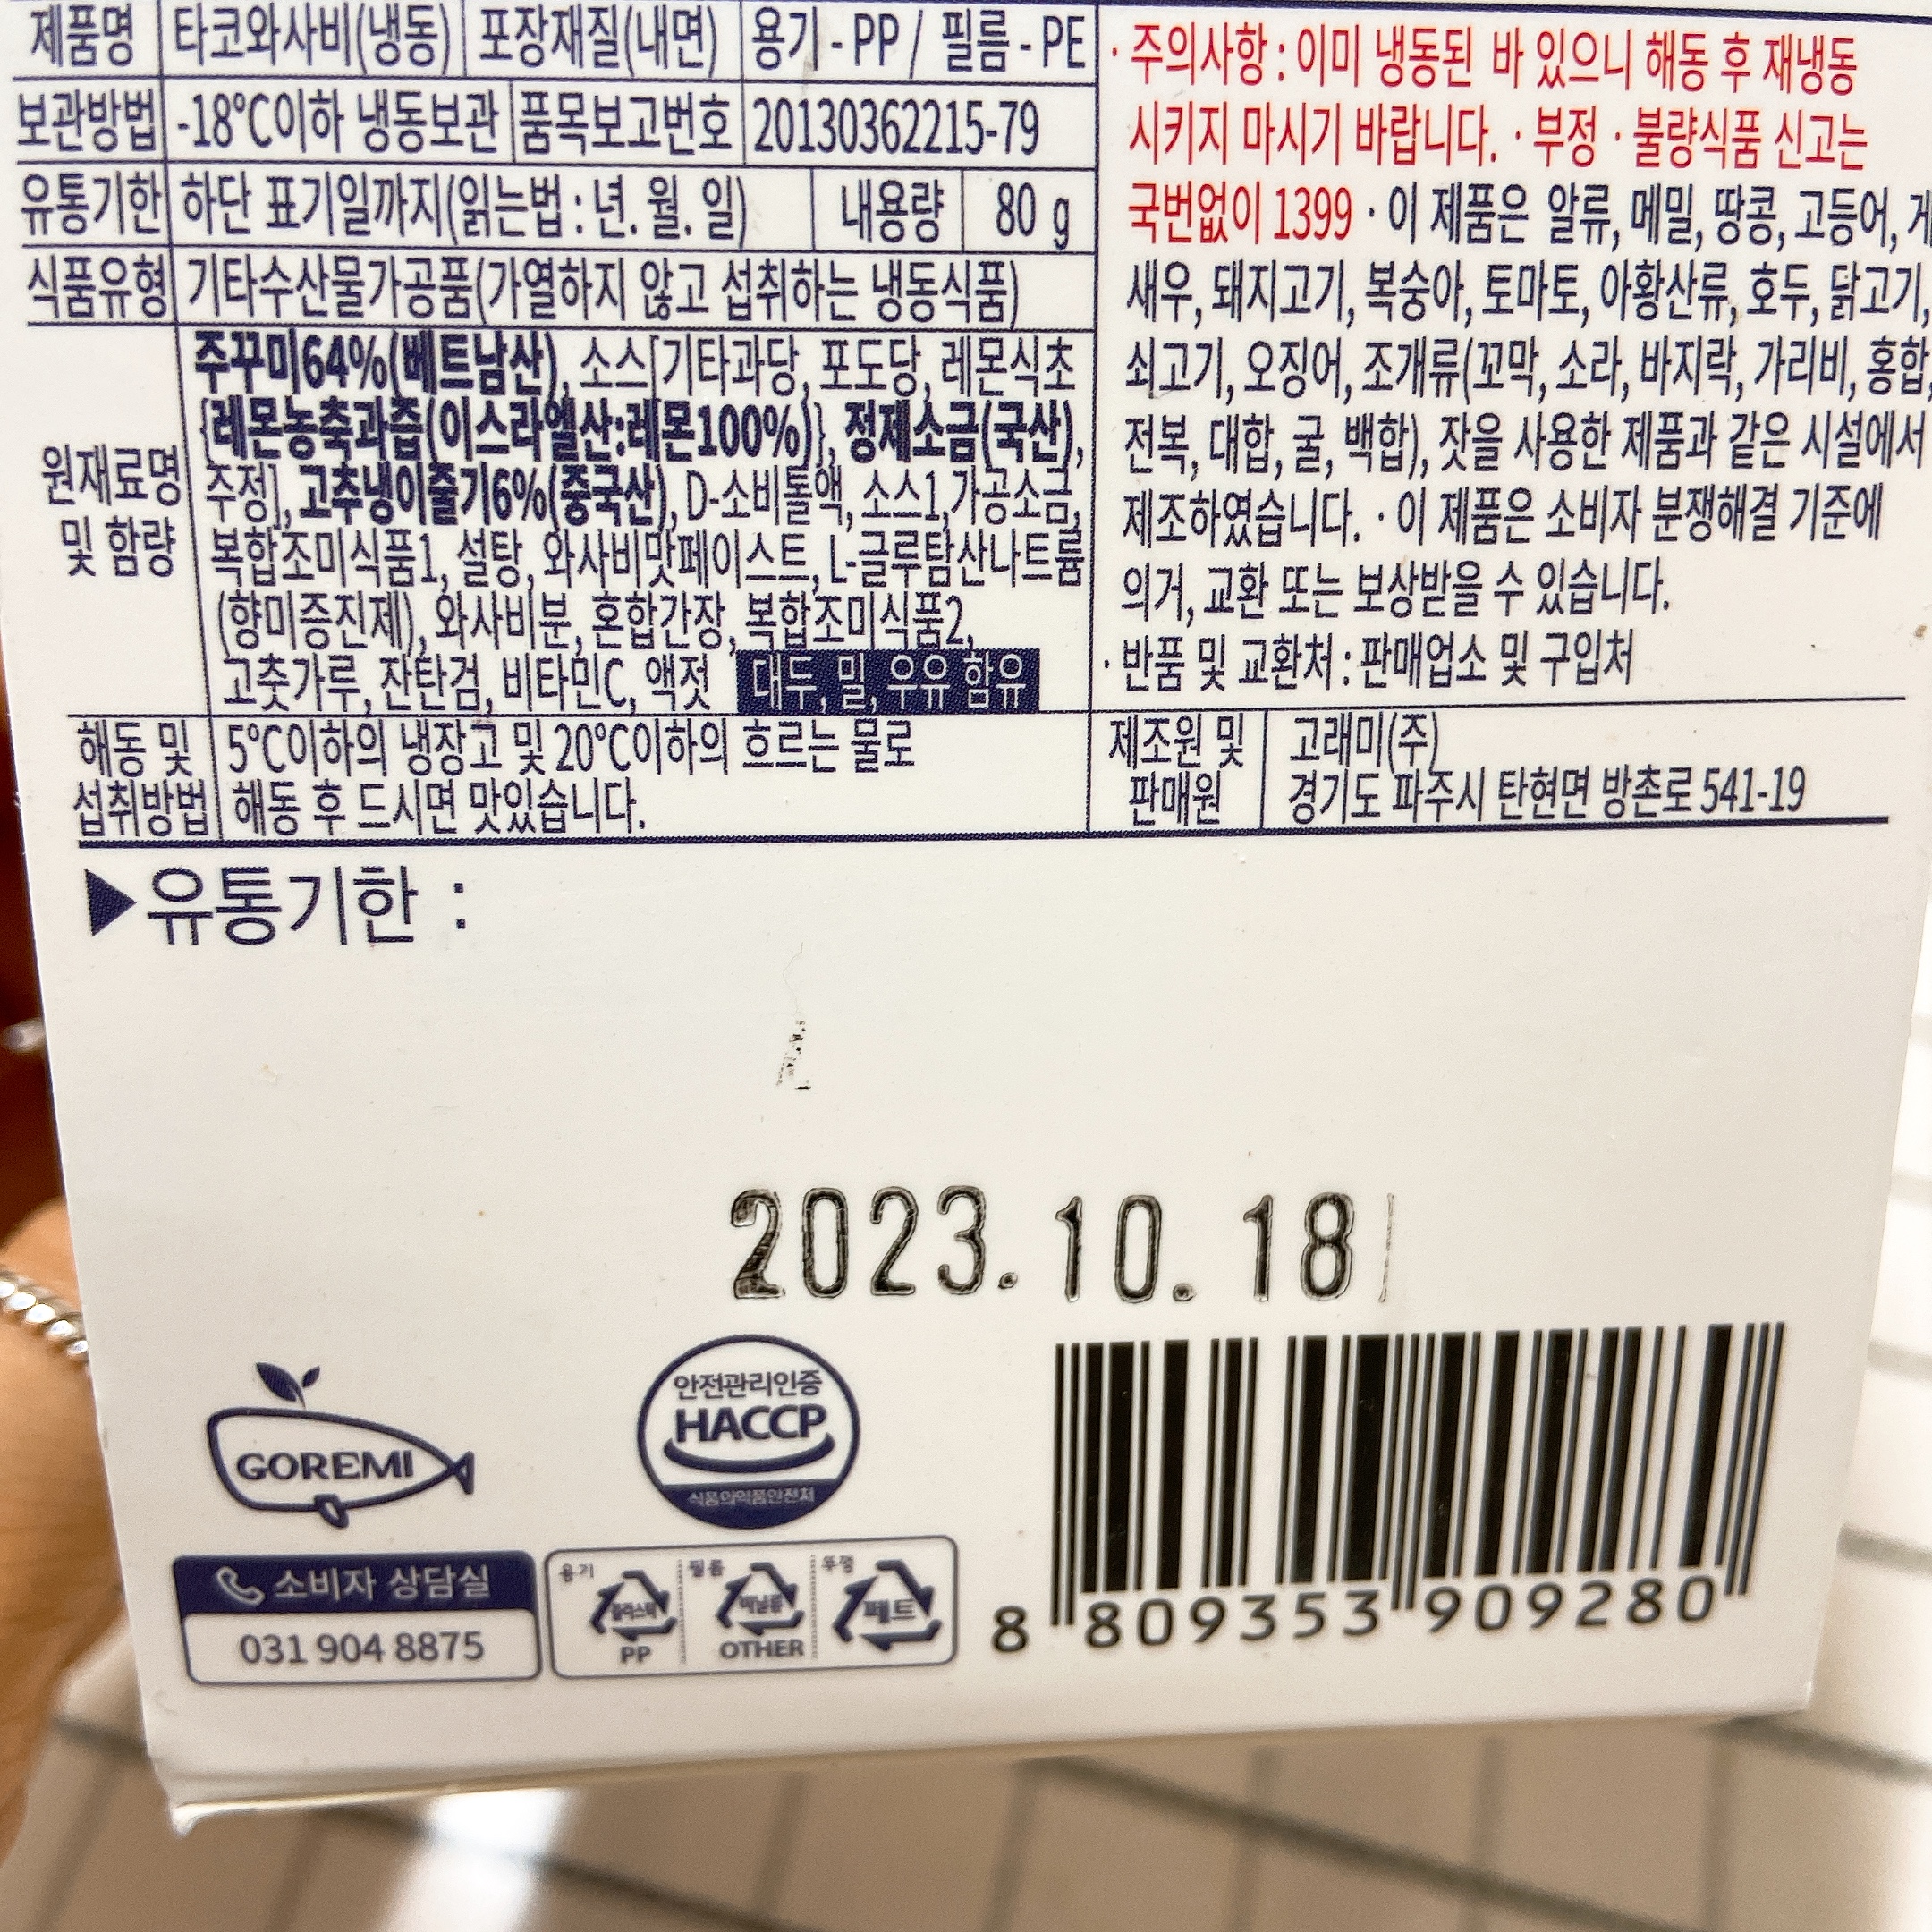 제품명 타코와사비(냉동) 포장재질(내면) 용기 - PP / 필름 - PE
보관방법 -18℃이하 냉동보관 품목보고번호 20130362215-79
유통기한 하단 표기일까지(읽는법 : 년. 월. 일) 내용량 80 g
식품유형 기타수산물가공품(가열하지 않고 섭취하는 냉동식품)
원재료명
및 함량
주꾸미64%(베트남산), 소스[기타과당, 포도당, 레몬식초
{레몬농축과즙(이스라엘산:레몬100%)}, 정제소금(국산),
주정], 고추냉이줄기6%(중국산), D-소비톨액, 소스1,가공소금,
복합조미식품1, 설탕, 와사비맛페이스트, L-글루탐산나트륨
(향미증진제), 와사비분, 혼합간장, 복합조미식품2,
고춧가루, 잔탄검, 비타민C, 액젓 대두, 밀, 우유 함유
해동 및
섭취방법
5℃이하의 냉장고 및 20℃이하의 흐르는 물로
해동 후 드시면 맛있습니다.
· 주의사항 : 이미 냉동된 바 있으니 해동 후 재냉동
시키지 마시기 바랍니다. · 부정 · 불량식품 신고는
국번없이 1399 · 이 제품은 알류, 메밀, 땅콩, 고등어, 게
새우, 돼지고기, 복숭아, 토마토, 아황산류, 호두, 닭고기,
쇠고기, 오징어, 조개류(꼬막, 소라, 바지락, 가리비, 홍합,
전복, 대합, 굴, 백합), 잣을 사용한 제품과 같은 시설에서
제조하였습니다. · 이 제품은 소비자 분쟁해결 기준에
의거, 교환 또는 보상받을 수 있습니다.
· 반품 및 교환처 : 판매업소 및 구입처
제조원 및
판매원
고래미(주)
경기도 파주시 탄현면 방촌로 541-19
▶유통기한 :
2023. 10. 18
GOREMI
안전관리인증
HACCP
식품의약품안전처
소비자 상담실
031 904 8875
용기 필름 뚜껑
플라스틱 비닐류 페트
PP OTHER
8 809353 909280